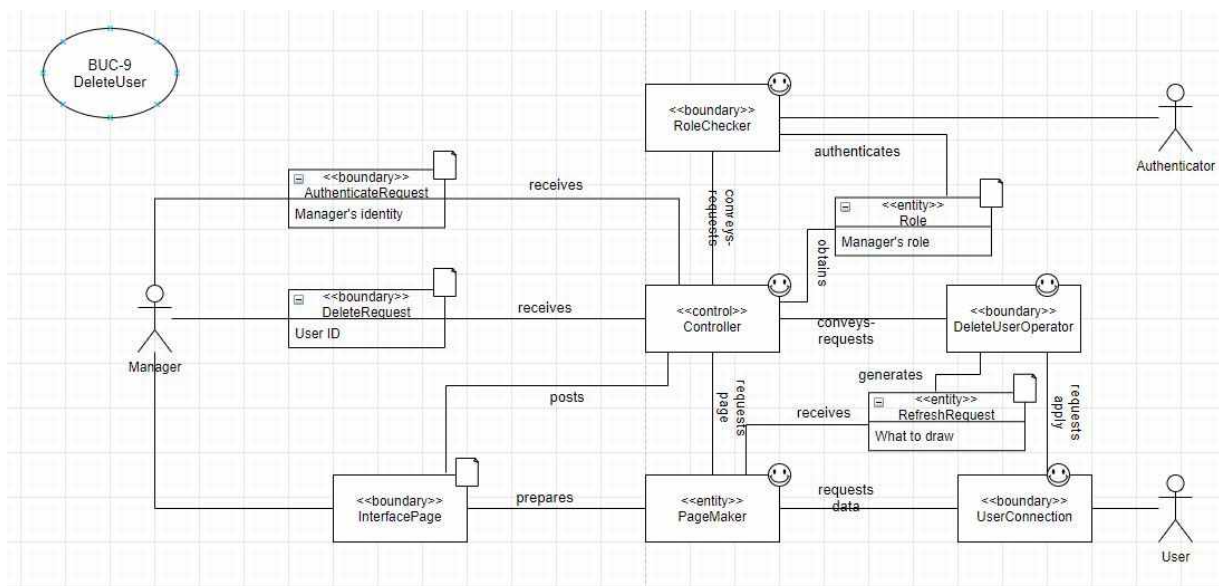 BUC-9
DeleteUser
<<boundary>>
RoleChecker
Authenticator
authenticates
<<boundary>>
AuthenticateRequest
Manager's identity
receives
conveys-
requests
<<entity>>
Role
Manager's role
obtains
<<boundary>>
DeleteRequest
User ID
receives
<<control>>
Controller
conveys-
requests
<<boundary>>
DeleteUserOperator
Manager
posts
requests
page
generates
receives
<<entity>>
RefreshRequest
What to draw
requests
apply
<<boundary>>
InterfacePage
prepares
<<entity>>
PageMaker
requests
data
<<boundary>>
UserConnection
User